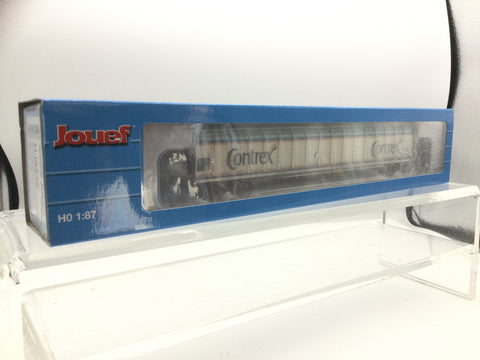 Jouef
H0 1:87
Contrex
Contrex